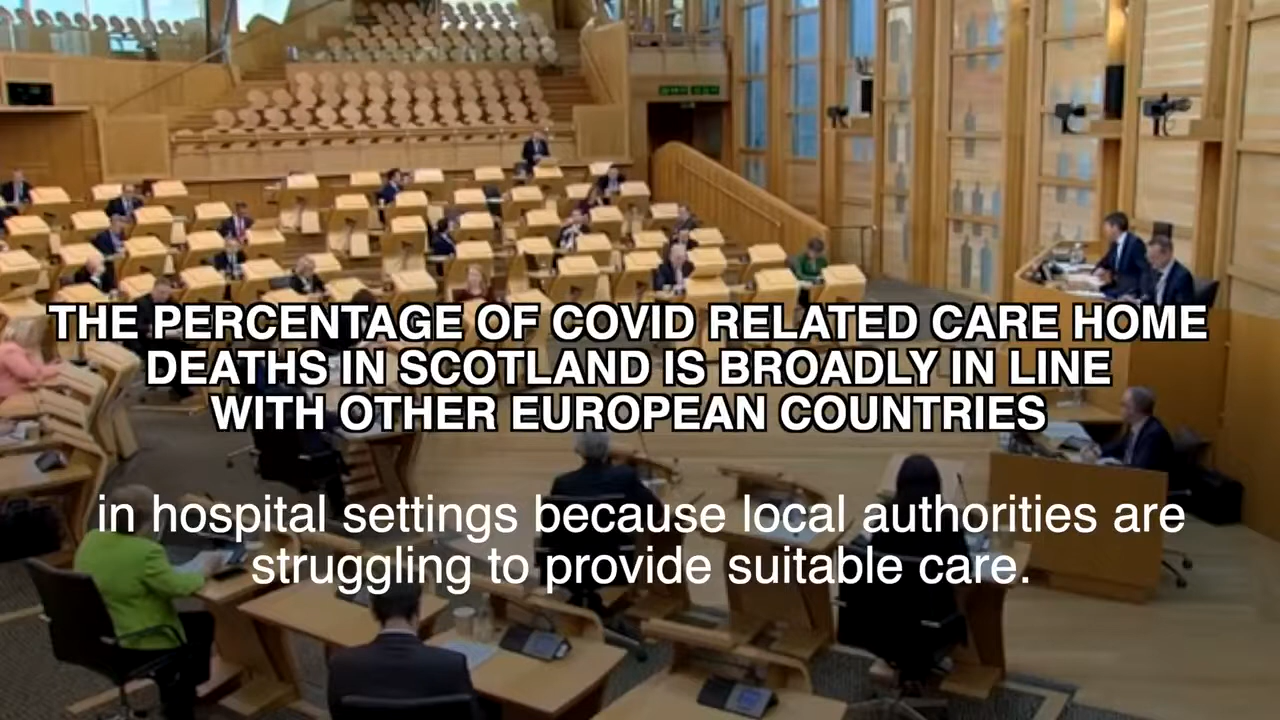 THE PERCENTAGE OF COVID RELATED CARE HOME
DEATHS IN SCOTLAND IS BROADLY IN LINE
WITH OTHER EUROPEAN COUNTRIES
in hospital settings because local authorities are
struggling to provide suitable care.